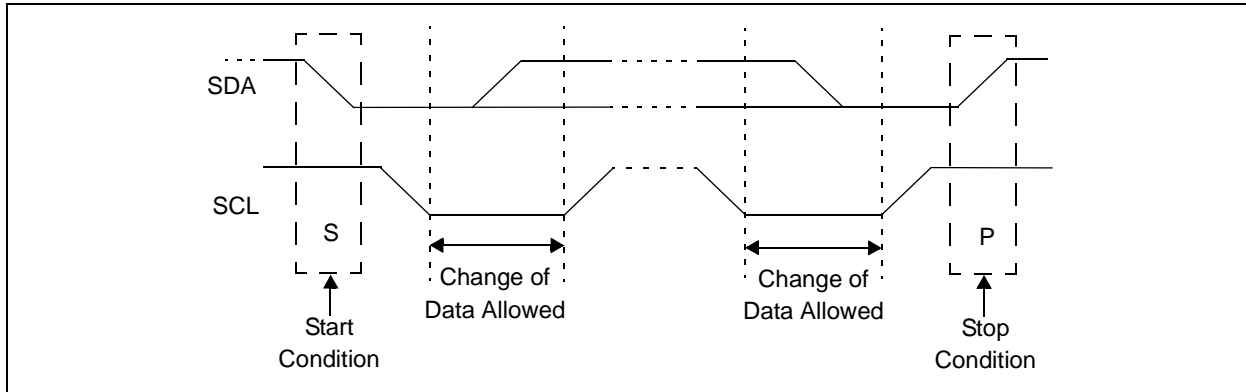 SDA
SCL
S
P
Change of
Data Allowed
Change of
Data Allowed
Start
Condition
Stop
Condition